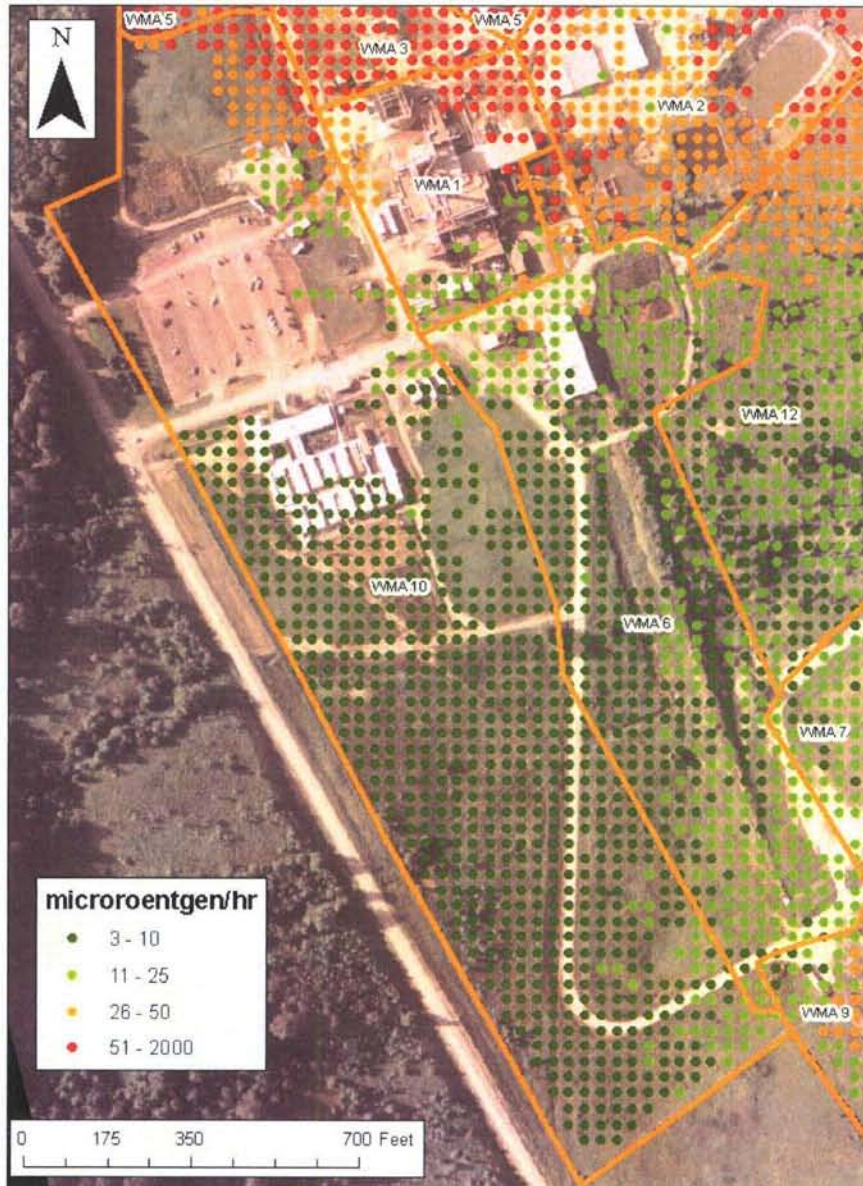 WMA 5
WMA 5
N
WMA 3
WMA 2
WMA 1
WMA 12
WMA 10
WMA 6
WMA 7
microroentgen/hr
3 - 10
11 - 25
26 - 50
51 - 2000
WMA 9
0 175 350 700 Feet